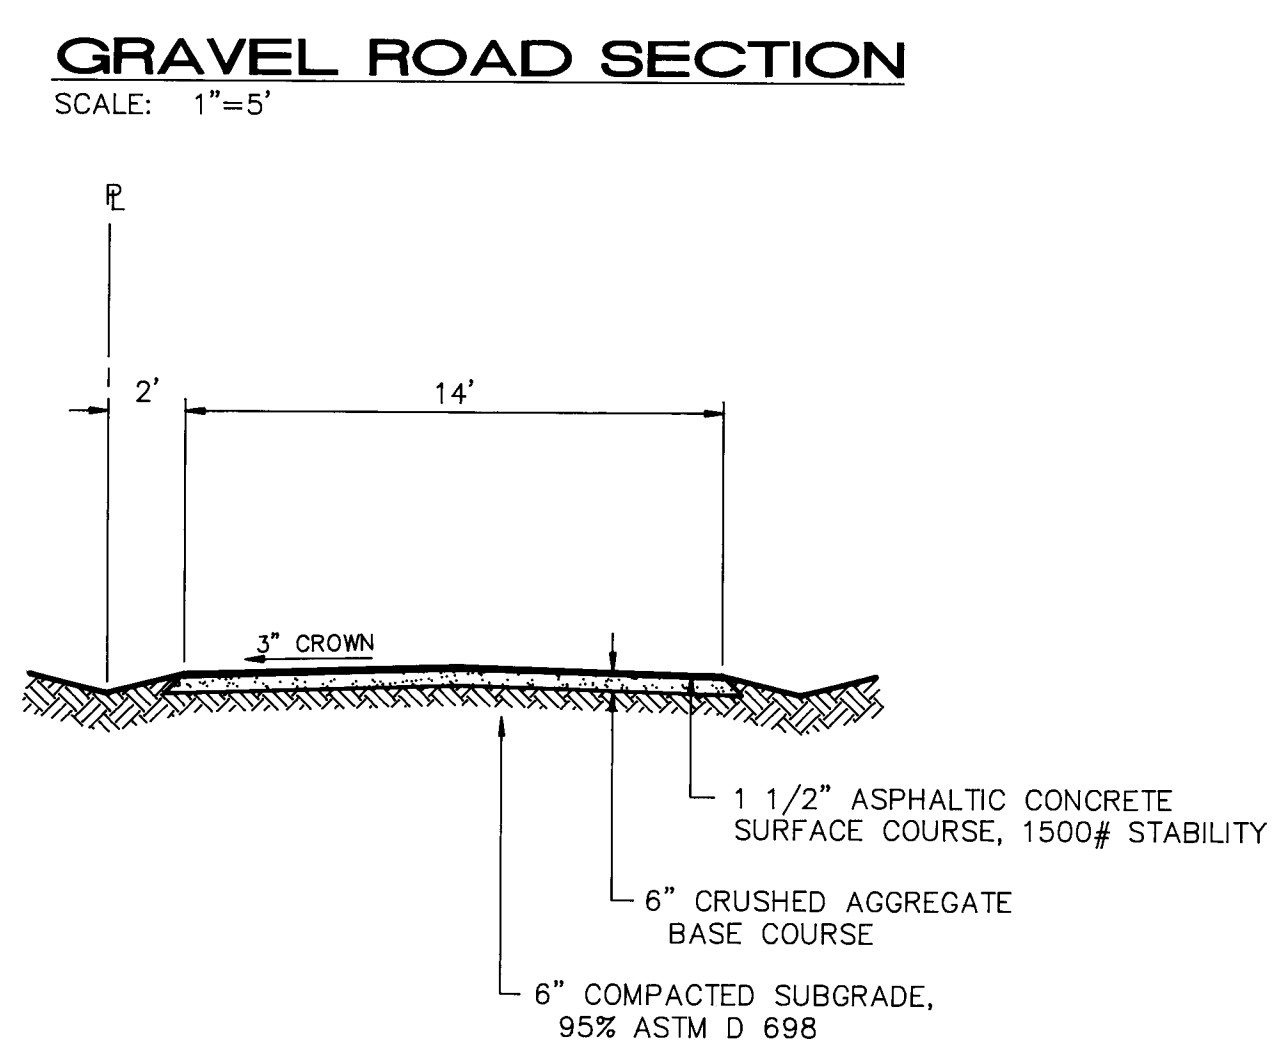 GRAVEL ROAD SECTION
SCALE: 1"=5'
PL
2'
14'
3" CROWN
1 1/2" ASPHALTIC CONCRETE
SURFACE COURSE, 1500# STABILITY
6" CRUSHED AGGREGATE
BASE COURSE
6" COMPACTED SUBGRADE,
95% ASTM D 698